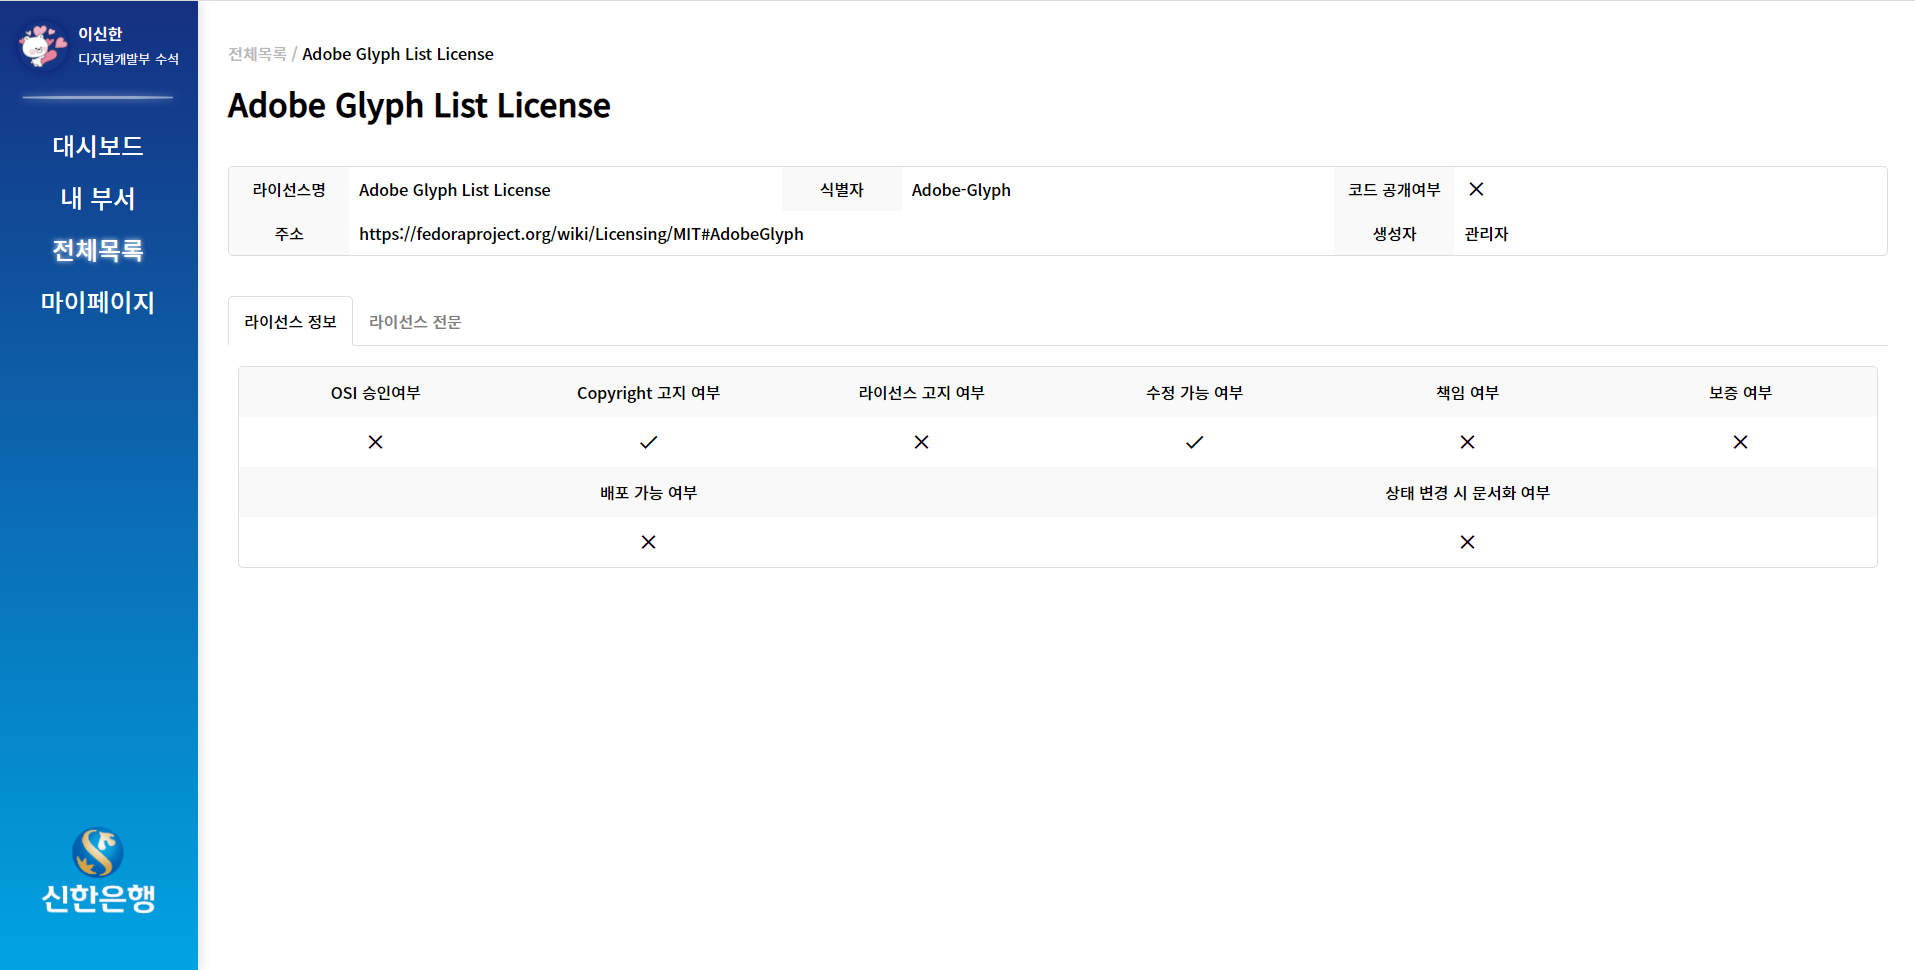 이신한
디지털개발부 수석
대시보드
내 부서
전체목록
마이페이지
신한은행
전체목록 / Adobe Glyph List License
Adobe Glyph List License
라이선스명 Adobe Glyph List License 식별자 Adobe-Glyph 코드 공개여부
주소 https://fedoraproject.org/wiki/Licensing/MIT#AdobeGlyph 생성자 관리자
라이선스 정보 라이선스 전문
OSI 승인여부 Copyright 고지 여부 라이선스 고지 여부 수정 가능 여부 책임 여부 보증 여부
배포 가능 여부 상태 변경 시 문서화 여부